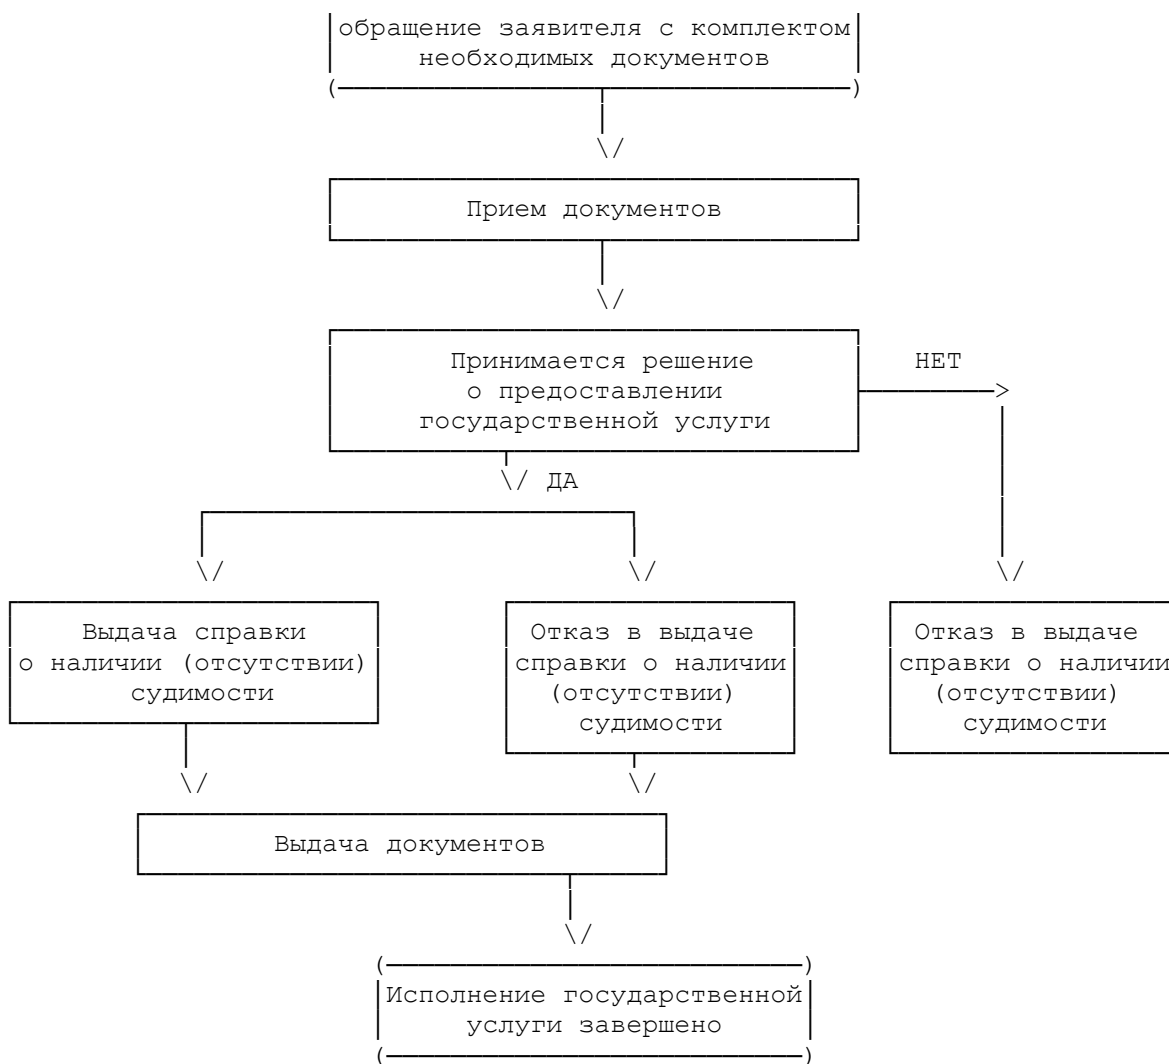 обращение заявителя с комплектом
необходимых документов
Прием документов
Принимается решение
о предоставлении
государственной услуги
НЕТ
ДА
Выдача справки
о наличии (отсутствии)
судимости
Отказ в выдаче
справки о наличии
(отсутствии)
судимости
Отказ в выдаче
справки о наличии
(отсутствии)
судимости
Выдача документов
Исполнение государственной
услуги завершено